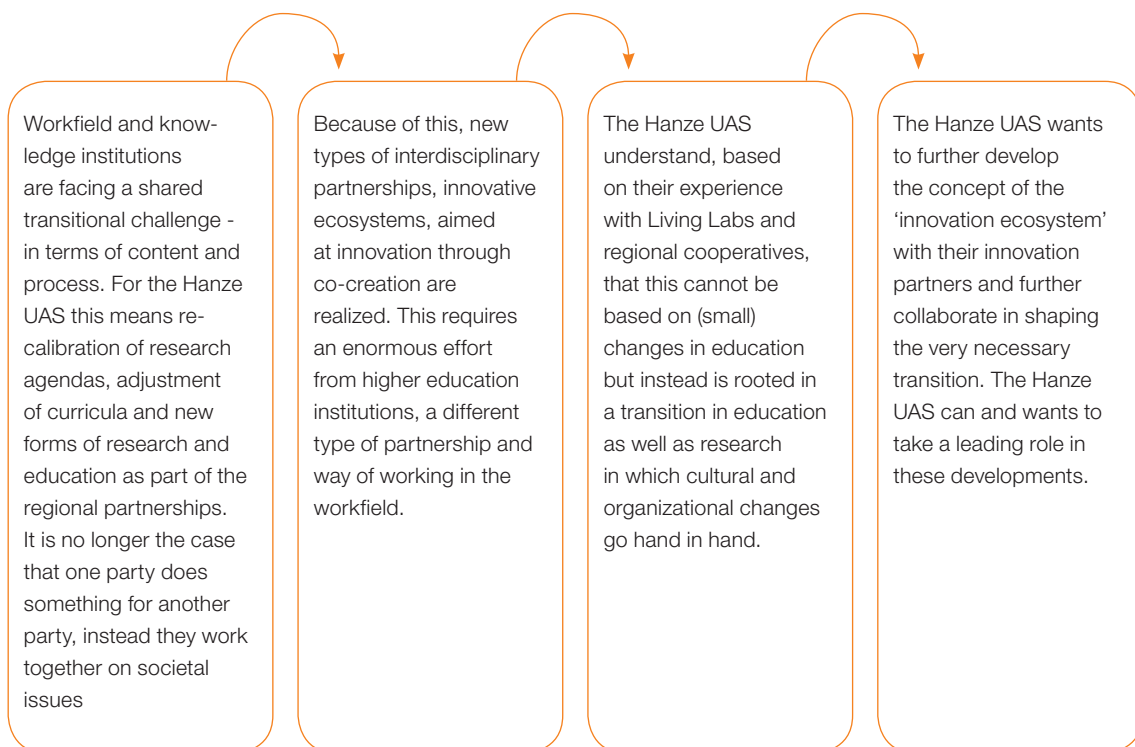 Workfield and know-
ledge institutions
are facing a shared
transitional challenge -
in terms of content and
process. For the Hanze
UAS this means re-
calibration of research
agendas, adjustment
of curricula and new
forms of research and
education as part of the
regional partnerships.
It is no longer the case
that one party does
something for another
party, instead they work
together on societal
issues
Because of this, new
types of interdisciplinary
partnerships, innovative
ecosystems, aimed
at innovation through
co-creation are
realized. This requires
an enormous effort
from higher education
institutions, a different
type of partnership and
way of working in the
workfield.
The Hanze UAS
understand, based
on their experience
with Living Labs and
regional cooperatives,
that this cannot be
based on (small)
changes in education
but instead is rooted in
a transition in education
as well as research
in which cultural and
organizational changes
go hand in hand.
The Hanze UAS wants
to further develop
the concept of the
‘innovation ecosystem’
with their innovation
partners and further
collaborate in shaping
the very necessary
transition. The Hanze
UAS can and wants to
take a leading role in
these developments.